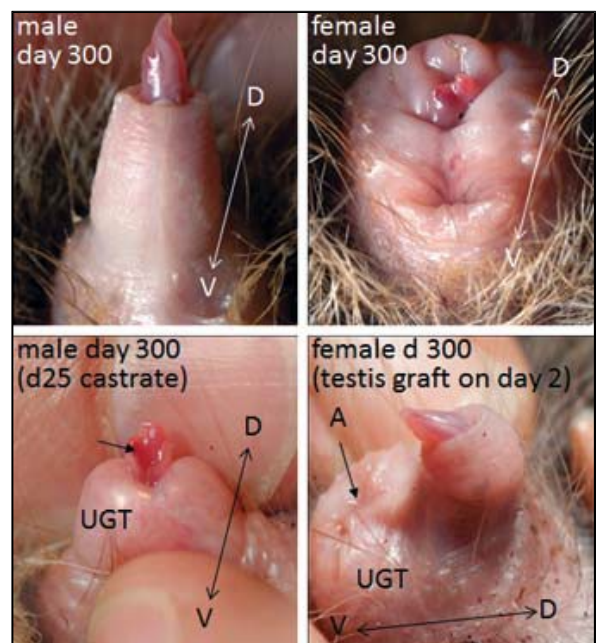 male
day 300
D
V
female
day 300
D
V
male day 300
(d25 castrate)
D
UGT
V
female d 300
(testis graft on day 2)
A
UGT
V
D